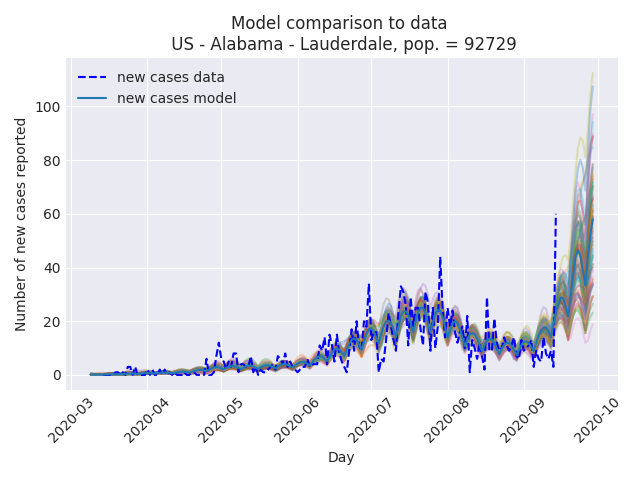 Model comparison to data
US - Alabama - Lauderdale, pop. = 92729
new cases data
new cases model
Number of new cases reported
100
80
60
40
20
0
2020-03
2020-04
2020-05
2020-06
2020-07
2020-08
2020-09
2020-10
Day